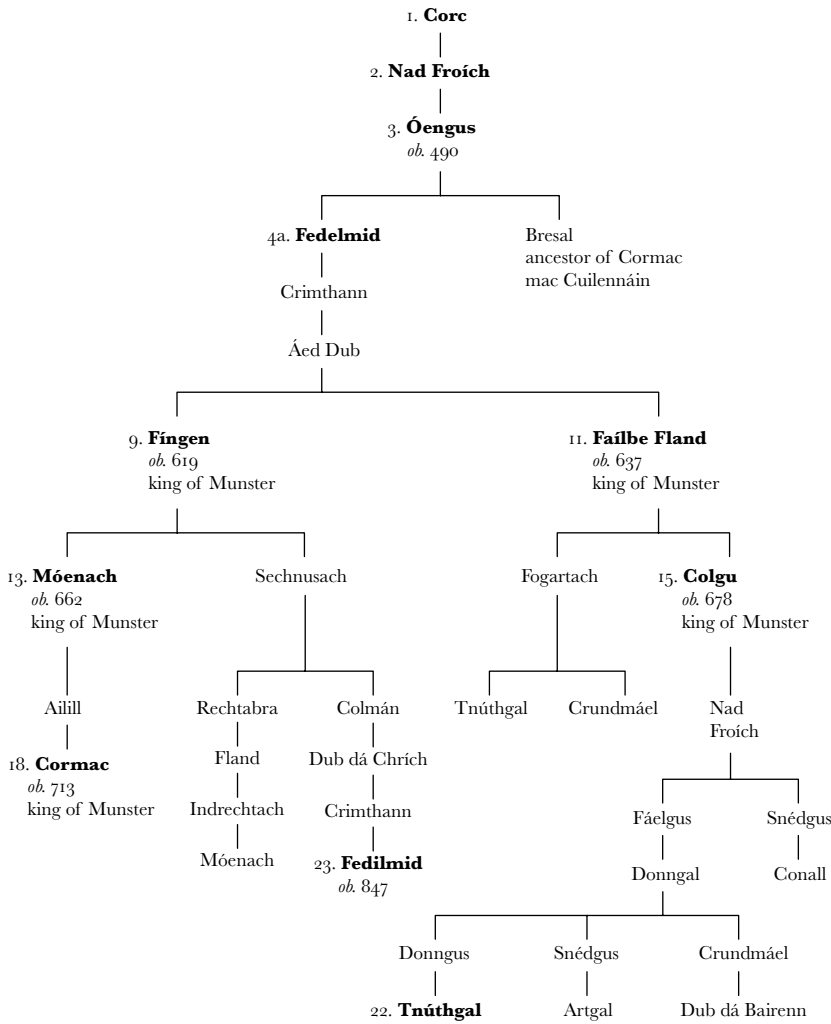 1. Corc
2. Nad Froích
3. Óengus
ob. 490
4a. Fedelmid
Bresal
ancestor of Cormac
mac Cuilennáin
Crimthann
Áed Dub
9. Fíngen
ob. 619
king of Munster
11. Faílbe Fland
ob. 637
king of Munster
13. Móenach
ob. 662
king of Munster
Sechnusach
Fogartach
15. Colgu
ob. 678
king of Munster
Ailill
Rechtabra
Colmán
Tnúthgal
Crundmáel
Nad
Froích
18. Cormac
ob. 713
king of Munster
Fland
Dub dá Chrích
Indrechtach
Crimthann
Fáelgus
Snédgus
Móenach
23. Fedilmid
ob. 847
Donngal
Conall
Donngus
Snédgus
Crundmáel
22. Tnúthgal
Artgal
Dub dá Bairenn